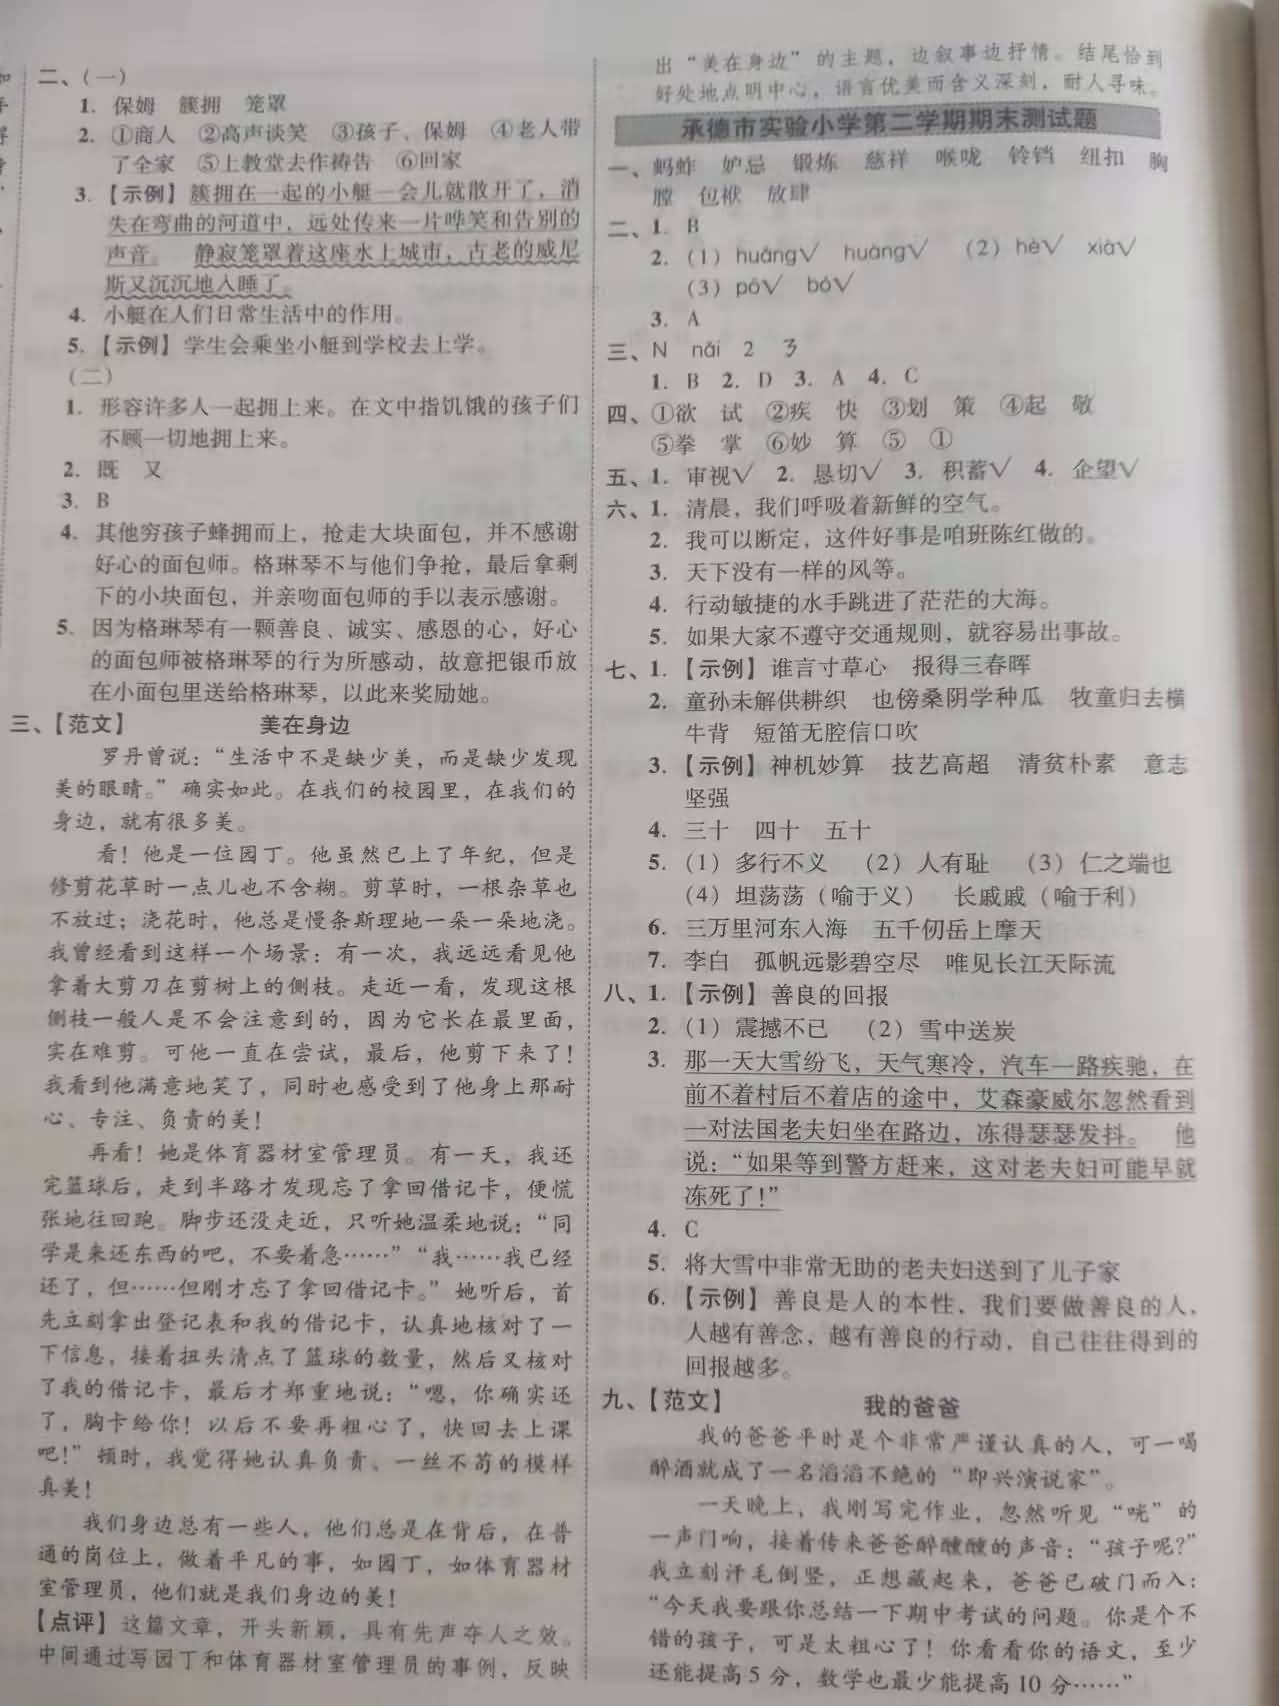 二、（一）
1. 保姆 簇拥 笼罩
2. ①商人 ②高声谈笑 ③孩子、保姆 ④老人带
了全家 ⑤上教堂去作祷告 ⑥回家
3.【示例】簇拥在一起的小艇一会儿就散开了，消
失在弯曲的河道中，远处传来一片哗笑和告别的
声音。 静寂笼罩着这座水上城市，古老的威尼
斯又沉沉地入睡了。
4. 小艇在人们日常生活中的作用。
5.【示例】学生会乘坐小艇到学校去上学。
（二）
1. 形容许多人一起拥上来。在文中指饥饿的孩子们
不顾一切地拥上来。
2. 既 又
3. B
4. 其他穷孩子蜂拥而上，抢走大块面包，并不感谢
好心的面包师。格琳琴不与他们争抢，最后拿剩
下的小块面包，并亲吻面包师的手以表示感谢。
5. 因为格琳琴有一颗善良、诚实、感恩的心，好心
的面包师被格琳琴的行为所感动，故意把银币放
在小面包里送给格琳琴，以此来奖励她。
三、【范文】 美在身边
罗丹曾说：“生活中不是缺少美，而是缺少发现
美的眼睛。”确实如此。在我们的校园里，在我们的
身边，就有很多美。
看！他是一位园丁。他虽然已上了年纪，但是
修剪花草时一点儿也不含糊。剪草时，一根杂草也
不放过；浇花时，他总是慢条斯理地一朵一朵地浇。
我曾经看到这样一个场景：有一次，我远远看见他
拿着大剪刀在剪树上的侧枝。走近一看，发现这根
侧枝一般人是不会注意到的，因为它长在最里面，
实在难剪。可他一直在尝试，最后，他剪下来了！
我看到他满意地笑了，同时也感受到了他身上那耐
心、专注、负责的美！
再看！她是体育器材室管理员。有一天，我还
完篮球后，走到半路才发现忘了拿回借记卡，便慌
张地往回跑。脚步还没走近，只听她温柔地说：“同
学是来还东西的吧，不要着急……”“我……我已经
还了，但……但刚才忘了拿回借记卡。”她听后，首
先立刻拿出登记表和我的借记卡，认真地核对了一
下信息，接着扭头清点了篮球的数量，然后又核对
了我的借记卡，最后才郑重地说：“嗯，你确实还
了，胸卡给你！以后不要再粗心了，快回去上课
吧！”顿时，我觉得她认真负责、一丝不苟的模样
真美！
我们身边总有一些人，他们总是在背后，在普
通的岗位上，做着平凡的事，如园丁，如体育器材
室管理员，他们就是我们身边的美！
【点评】这篇文章，开头新颖，具有先声夺人之效。
中间通过写园丁和体育器材室管理员的事例，反映
出“美在身边”的主题，边叙事边抒情。结尾恰到
好处地点明中心，语言优美而含义深刻，耐人寻味。
承德市实验小学第二学期期末测试题
一、蚂蚱 妒忌 锻炼 慈祥 喉咙 铃铛 纽扣 胸
膛 包袱 放肆
二、1. B
2.（1）huáng√ huàng√ （2）hè√ xià√
（3）pō√ bó√
3. A
三、N nǎi 2 孑
1. B 2. D 3. A 4. C
四、①欲 试 ②疾 快 ③划 策 ④起 敬
⑤拳 掌 ⑥妙 算 ⑤ ①
五、1. 审视√ 2. 恳切√ 3. 积蓄√ 4. 企望√
六、1. 清晨，我们呼吸着新鲜的空气。
2. 我可以断定，这件好事是咱班陈红做的。
3. 天下没有一样的风筝。
4. 行动敏捷的水手跳进了茫茫的大海。
5. 如果大家不遵守交通规则，就容易出事故。
七、1.【示例】谁言寸草心 报得三春晖
2. 童孙未解供耕织 也傍桑阴学种瓜 牧童归去横
牛背 短笛无腔信口吹
3.【示例】神机妙算 技艺高超 清贫朴素 意志
坚强
4. 三十 四十 五十
5.（1）多行不义 （2）人有耻 （3）仁之端也
（4）坦荡荡（喻于义） 长戚戚（喻于利）
6. 三万里河东入海 五千仞岳上摩天
7. 李白 孤帆远影碧空尽 唯见长江天际流
八、1.【示例】善良的回报
2.（1）震撼不已 （2）雪中送炭
3. 那一天大雪纷飞，天气寒冷，汽车一路疾驰，在
前不着村后不着店的途中，艾森豪威尔忽然看到
一对法国老夫妇坐在路边，冻得瑟瑟发抖。 他
说：“如果等到警方赶来，这对老夫妇可能早就
冻死了！”
4. C
5. 将大雪中非常无助的老夫妇送到了儿子家
6.【示例】善良是人的本性，我们要做善良的人，
人越有善念，越有善良的行动，自己往往得到的
回报越多。
九、【范文】 我的爸爸
我的爸爸平时是个非常严谨认真的人，可一喝
醉酒就成了一名滔滔不绝的“即兴演说家”。
一天晚上，我刚写完作业，忽然听见“咣”的
一声门响，接着传来爸爸醉醺醺的声音：“孩子呢？”
我立刻汗毛倒竖，正想藏起来，爸爸已破门而入：
“今天我要跟你总结一下期中考试的问题。你是个不
错的孩子，可是太粗心了！你看看你的语文，至少
还能提高5分，数学也最少能提高10分……”